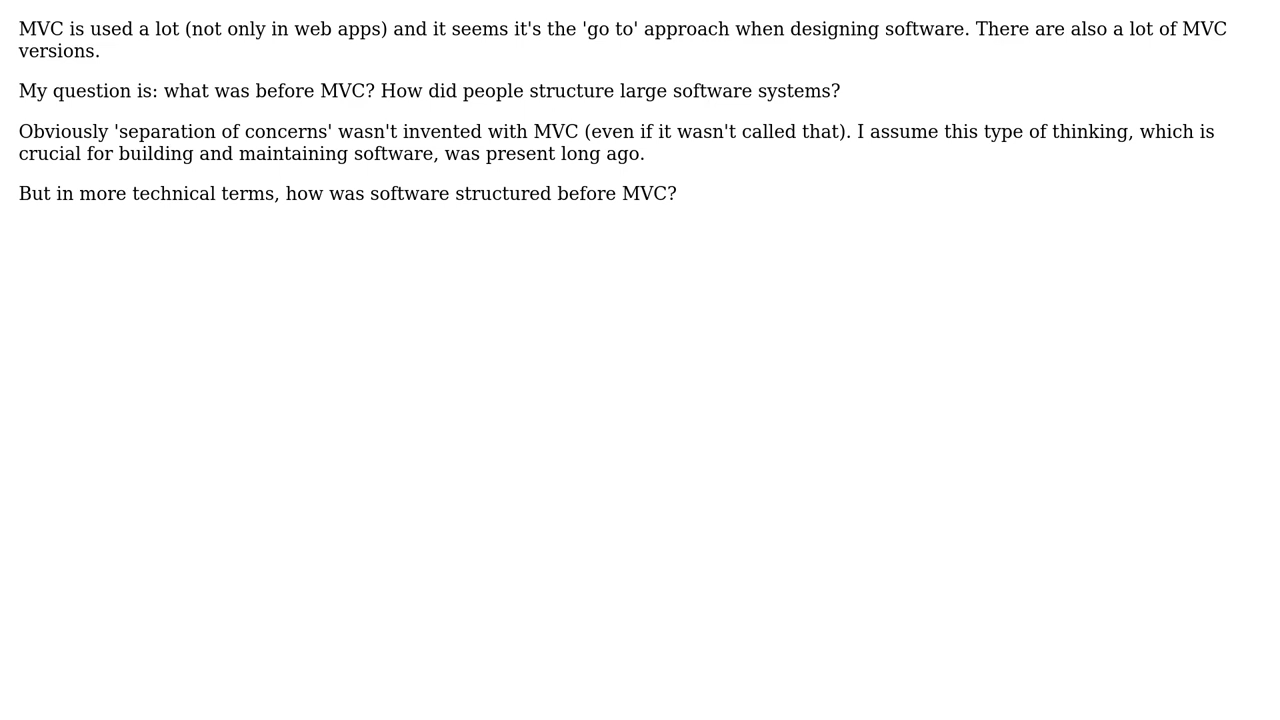 MVC is used a lot (not only in web apps) and it seems it's the 'go to' approach when designing software. There are also a lot of MVC
versions.
My question is: what was before MVC? How did people structure large software systems?
Obviously 'separation of concerns' wasn't invented with MVC (even if it wasn't called that). I assume this type of thinking, which is
crucial for building and maintaining software, was present long ago.
But in more technical terms, how was software structured before MVC?